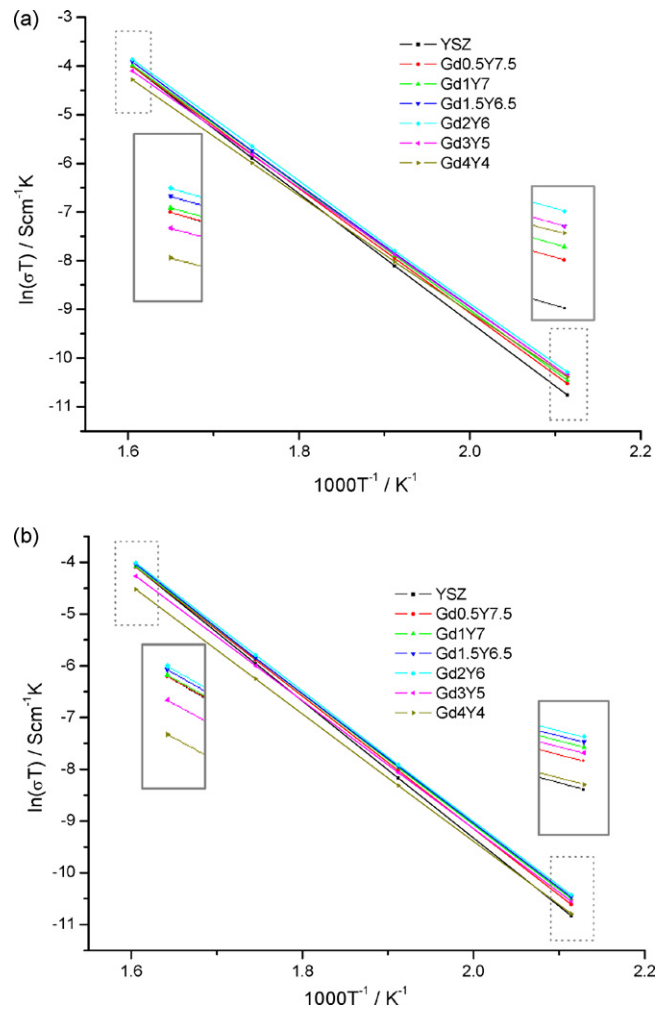 (a)
YSZ
Gd0.5Y7.5
Gd1Y7
Gd1.5Y6.5
Gd2Y6
Gd3Y5
Gd4Y4
ln(σT) / Scm⁻¹K
-4
-5
-6
-7
-8
-9
-10
-11
1.6 1.8 2.0 2.2
1000T⁻¹ / K⁻¹
(b)
YSZ
Gd0.5Y7.5
Gd1Y7
Gd1.5Y6.5
Gd2Y6
Gd3Y5
Gd4Y4
ln(σT) / Scm⁻¹K
-4
-5
-6
-7
-8
-9
-10
-11
1.6 1.8 2.0 2.2
1000T⁻¹ / K⁻¹